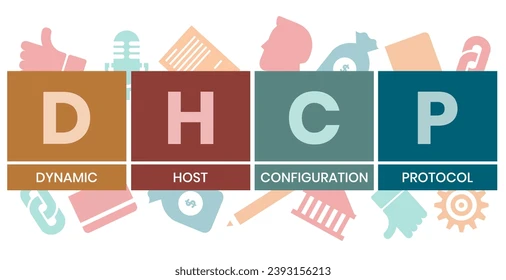 D H C P
DYNAMIC HOST CONFIGURATION PROTOCOL
$ $
shutterstock.com · 2393156213